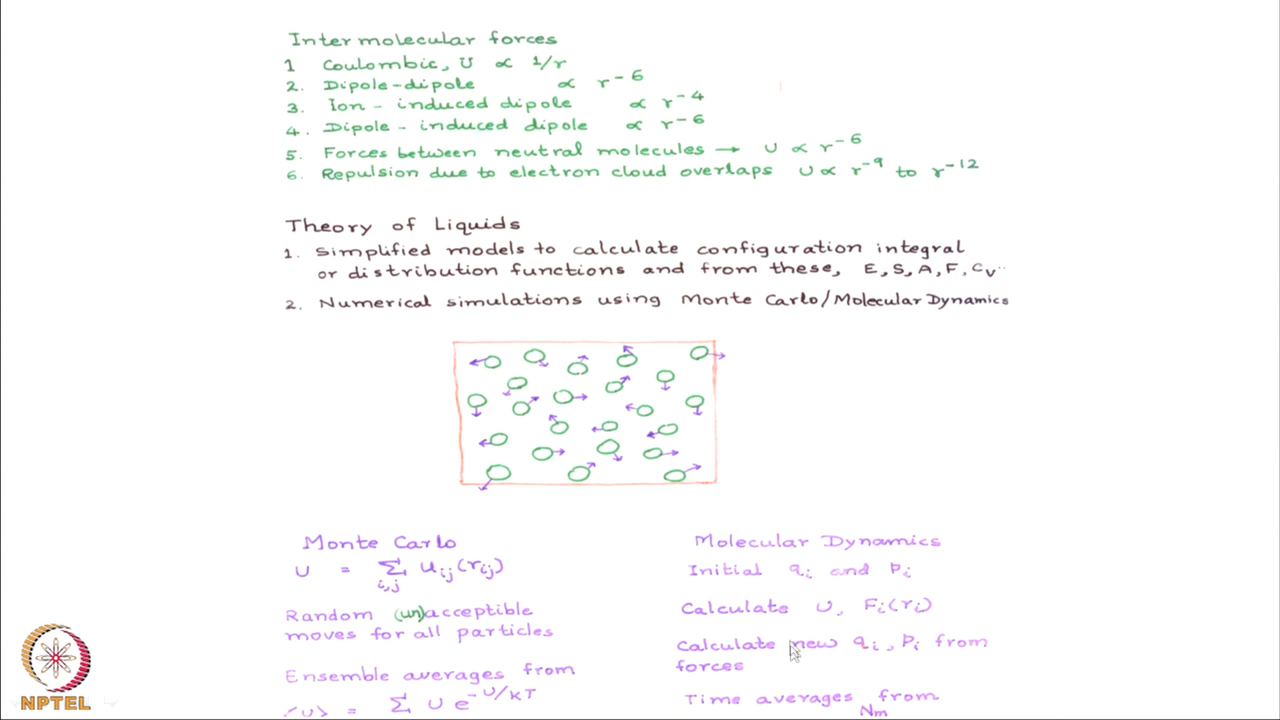 Intermolecular forces
1 Coulombic, U ∝ 1/r
2. Dipole-dipole ∝ r⁻⁶
3. Ion - induced dipole ∝ r⁻⁴
4. Dipole - induced dipole ∝ r⁻⁶
5. Forces between neutral molecules → U ∝ r⁻⁶
6. Repulsion due to electron cloud overlaps U ∝ r⁻⁹ to r⁻¹²
Theory of Liquids
1. Simplified models to calculate configuration integral
or distribution functions and from these, E, S, A, F, Cv..
2. Numerical simulations using Monte Carlo/Molecular Dynamics
Monte Carlo
U = Σ i,j uij(rij)
Random (un)acceptible
moves for all particles
Ensemble averages from
<U> = Σ U e^-U/kT
Molecular Dynamics
Initial qi and Pi
Calculate U, Fi(ri)
Calculate new qi, Pi from
forces
Time averages from
Nm
NPTEL